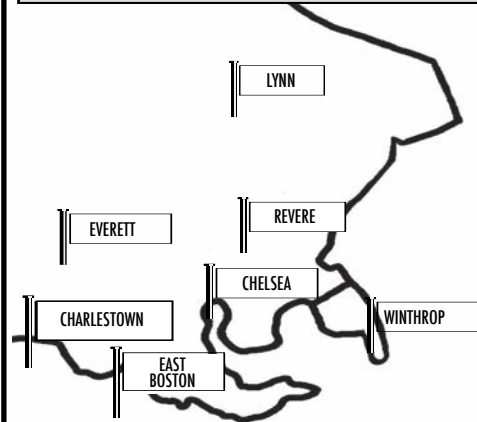 LYNN
REVERE
EVERETT
CHELSEA
CHARLESTOWN
WINTHROP
EAST
BOSTON